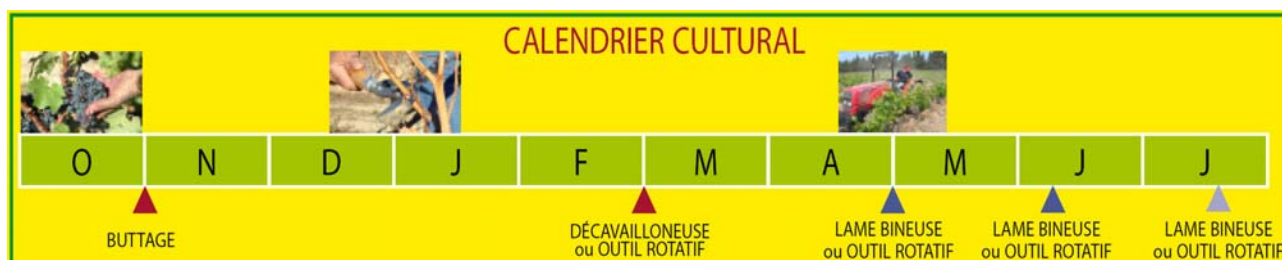 CALENDRIER CULTURAL
O N D J F M A M J J
BUTTAGE
DÉCAVAILLONEUSE
ou OUTIL ROTATIF
LAME BINEUSE
ou OUTIL ROTATIF
LAME BINEUSE
ou OUTIL ROTATIF
LAME BINEUSE
ou OUTIL ROTATIF